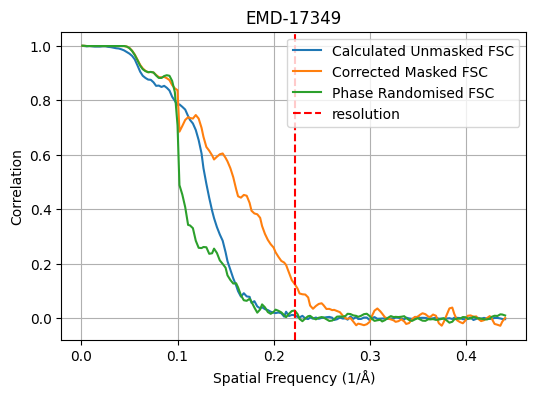 EMD-17349
Calculated Unmasked FSC
Corrected Masked FSC
Phase Randomised FSC
resolution
Correlation
1.0
0.8
0.6
0.4
0.2
0.0
0.0 0.1 0.2 0.3 0.4
Spatial Frequency (1/Å)